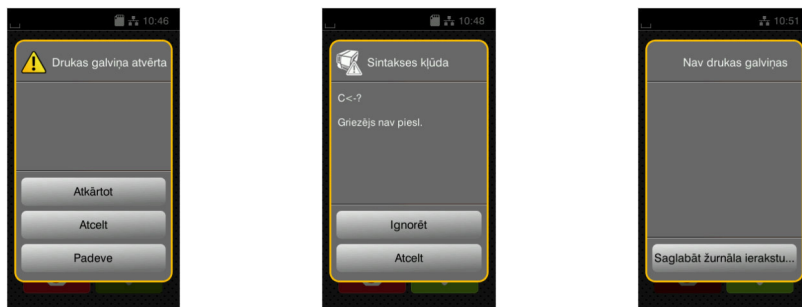 10:46
Drukas galviņa atvērta
Atkārtot
Atcelt
Padeve
10:48
Sintakses kļūda
C<-?
Griezējs nav piesl.
Ignorēt
Atcelt
10:51
Nav drukas galviņas
Saglabāt žurnāla ierakstu...